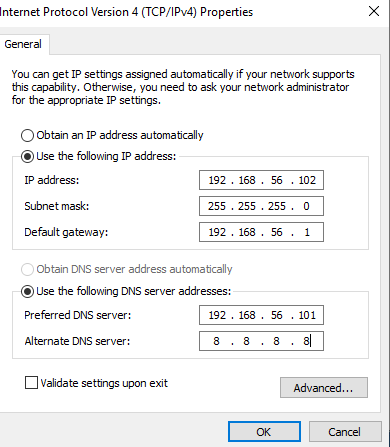 Internet Protocol Version 4 (TCP/IPv4) Properties
General
You can get IP settings assigned automatically if your network supports
this capability. Otherwise, you need to ask your network administrator
for the appropriate IP settings.
Obtain an IP address automatically
Use the following IP address:
IP address: 192 . 168 . 56 . 102
Subnet mask: 255 . 255 . 255 . 0
Default gateway: 192 . 168 . 56 . 1
Obtain DNS server address automatically
Use the following DNS server addresses:
Preferred DNS server: 192 . 168 . 56 . 101
Alternate DNS server: 8 . 8 . 8 . 8
Validate settings upon exit
Advanced...
OK Cancel